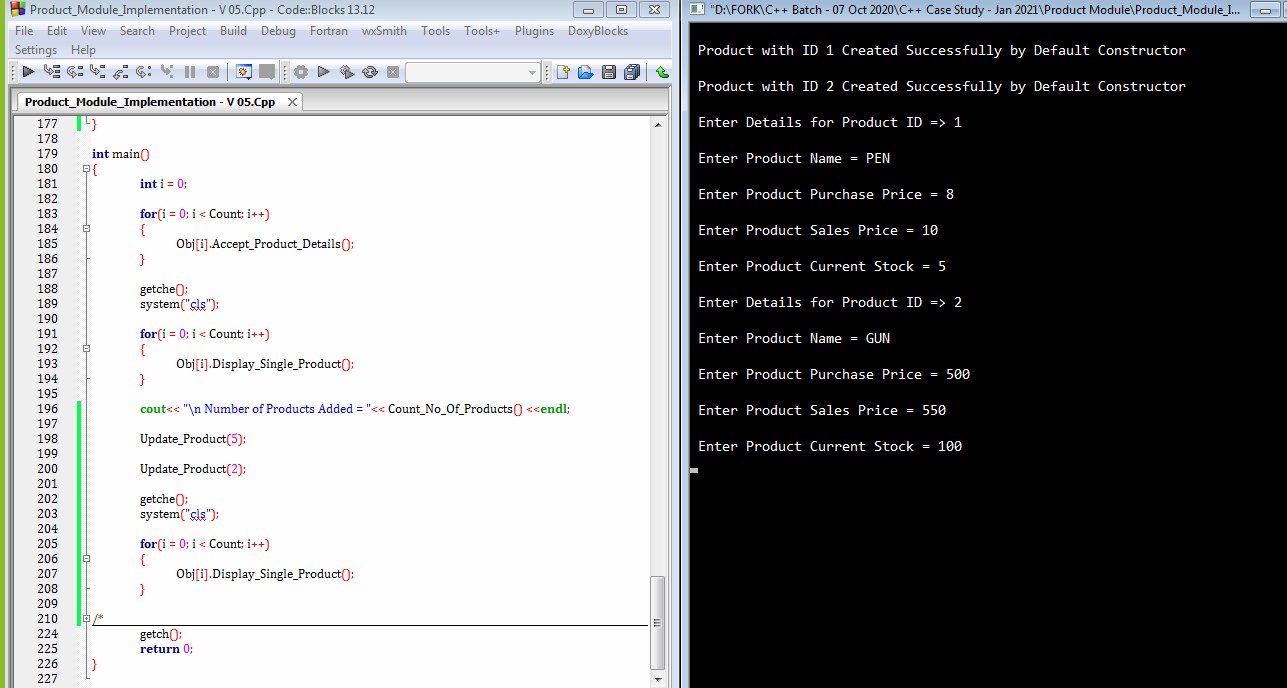 Product_Module_Implementation - V 05.Cpp - Code::Blocks 13.12
File Edit View Search Project Build Debug Fortran wxSmith Tools Tools+ Plugins DoxyBlocks
Settings Help
Product_Module_Implementation - V 05.Cpp
177 }
178
179 int main()
180 {
181 int i = 0;
182
183 for(i = 0; i < Count; i++)
184 {
185 Obj[i].Accept_Product_Details();
186 }
187
188 getche();
189 system("cls");
190
191 for(i = 0; i < Count; i++)
192 {
193 Obj[i].Display_Single_Product();
194 }
195
196 cout<< "\n Number of Products Added = "<< Count_No_Of_Products() <<endl;
197
198 Update_Product(5);
199
200 Update_Product(2);
201
202 getche();
203 system("cls");
204
205 for(i = 0; i < Count; i++)
206 {
207 Obj[i].Display_Single_Product();
208 }
209
210 /*
224 getch();
225 return 0;
226 }
227
"D:\FORK\C++ Batch - 07 Oct 2020\C++ Case Study - Jan 2021\Product Module\Product_Module_I...
Product with ID 1 Created Successfully by Default Constructor
Product with ID 2 Created Successfully by Default Constructor
Enter Details for Product ID => 1
Enter Product Name = PEN
Enter Product Purchase Price = 8
Enter Product Sales Price = 10
Enter Product Current Stock = 5
Enter Details for Product ID => 2
Enter Product Name = GUN
Enter Product Purchase Price = 500
Enter Product Sales Price = 550
Enter Product Current Stock = 100